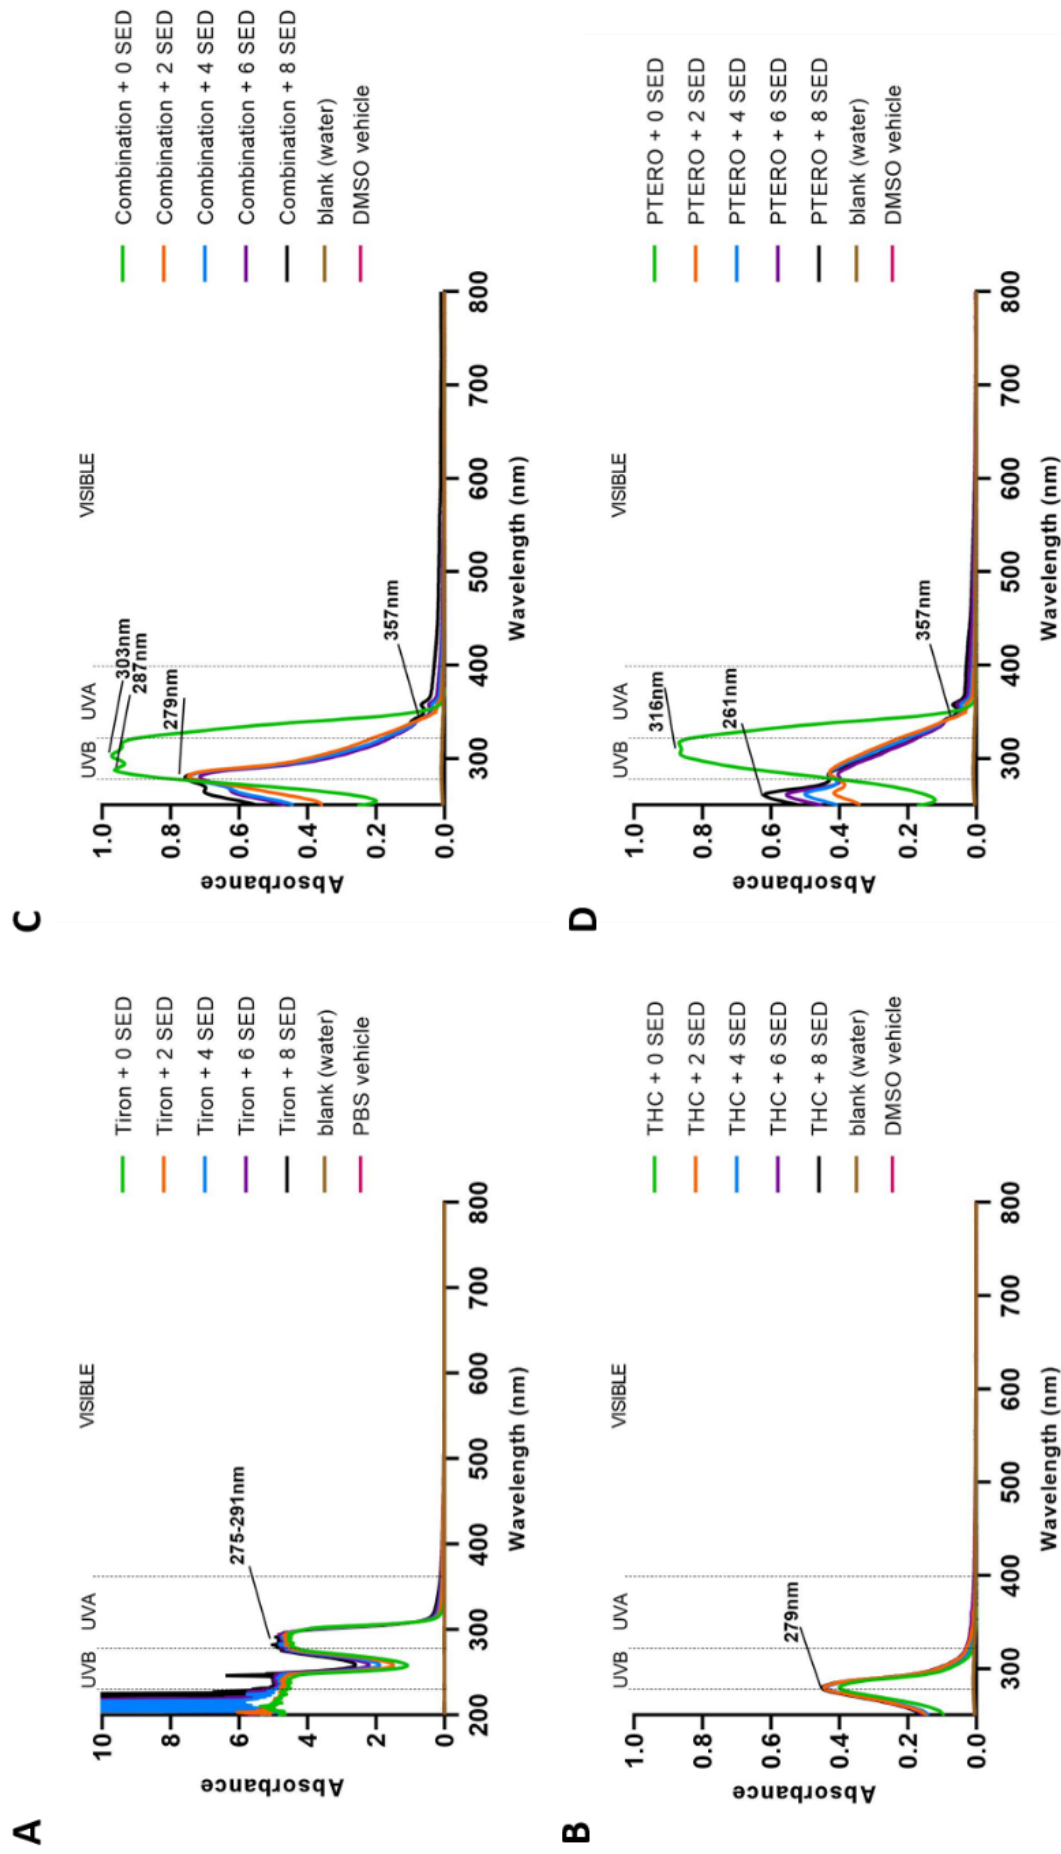 A
VISIBLE
UVA
UVB
275-291nm
10
8
6
4
2
0
200
300
400
500
600
700
800
Absorbance
Wavelength (nm)
Tiron + 0 SED
Tiron + 2 SED
Tiron + 4 SED
Tiron + 6 SED
Tiron + 8 SED
blank (water)
PBS vehicle
C
VISIBLE
UVA
UVB
303nm
287nm
279nm
357nm
1.0
0.8
0.6
0.4
0.2
0.0
300
400
500
600
700
800
Absorbance
Wavelength (nm)
Combination + 0 SED
Combination + 2 SED
Combination + 4 SED
Combination + 6 SED
Combination + 8 SED
blank (water)
DMSO vehicle
B
VISIBLE
UVA
UVB
279nm
1.0
0.8
0.6
0.4
0.2
0.0
300
400
500
600
700
800
Absorbance
Wavelength (nm)
THC + 0 SED
THC + 2 SED
THC + 4 SED
THC + 6 SED
THC + 8 SED
blank (water)
DMSO vehicle
D
VISIBLE
UVA
UVB
316nm
261nm
357nm
1.0
0.8
0.6
0.4
0.2
0.0
300
400
500
600
700
800
Absorbance
Wavelength (nm)
PTERO + 0 SED
PTERO + 2 SED
PTERO + 4 SED
PTERO + 6 SED
PTERO + 8 SED
blank (water)
DMSO vehicle